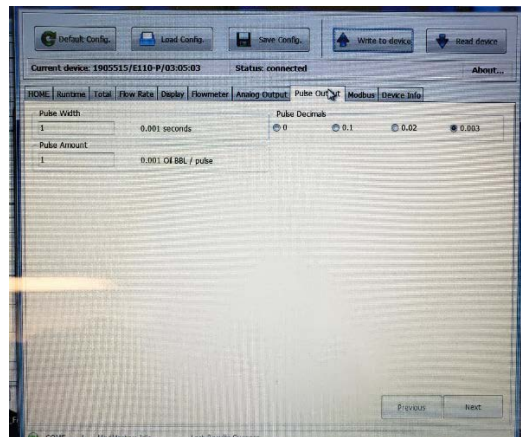 Default Config.
Load Config.
Save Config.
Write to device
Read device
Current device: 1905515/E110-P/03:05:03
Status: connected
About...
HOME
Runtime
Total
Flow Rate
Display
Flowmeter
Analog Output
Pulse Output
Modbus
Device Info
Pulse Width
1
0.001 seconds
Pulse Decimals
0
0.1
0.02
0.003
Pulse Amount
1
0.001 Oil BBL / pulse
Previous
Next